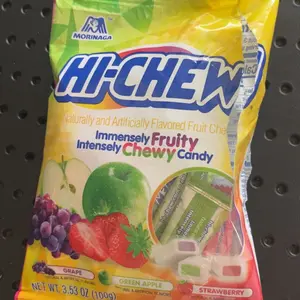 MORINAGA
HI-CHEW
Naturally and Artificially Flavored Fruit
Immensely Fruity
Intensely Chewy Candy
GRAPE
GREEN APPLE
STRAWBERRY
NET WT. 3.53 OZ (100g)